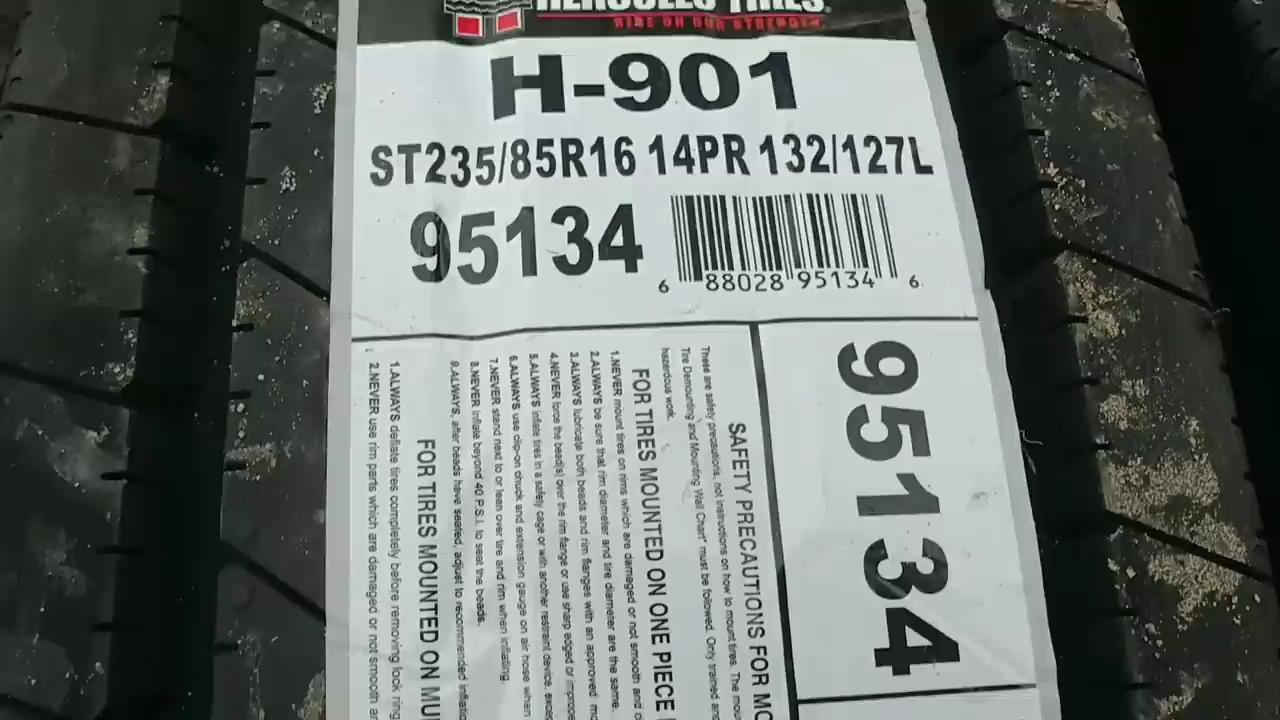 HERCULES TIRES
RIDE ON OUR STRENGTH
H-901
ST235/85R16 14PR 132/127L
95134
6 88028 95134 6
95134
SAFETY PRECAUTIONS FOR
These are safety precautions, not instructions on how to mount tires. The
Tire Demounting and Mounting Wall Chart" must be followed. Only trained and
hazardous work.
FOR TIRES MOUNTED ON ONE PIECE
1.NEVER mount tires on rims which are damaged or not smooth and
2.ALWAYS be sure that rim diameter and tire diameter are the same.
3.ALWAYS lubricate both beads and rim flanges with an approved
4.NEVER force the bead(s) over the rim flange or use sharp edged or
5.ALWAYS inflate tires in a safety cage or with another restraint device,
6.ALWAYS use clip-on chuck and extension gauge on air hose when
7.NEVER stand next to or lean over tire and rim when inflating.
8.NEVER inflate beyond 40 P.S.I. to seat the beads.
9.ALWAYS, after beads have seated, adjust to recommended
FOR TIRES MOUNTED ON
1.ALWAYS deflate tires completely before removing lock
2.NEVER use rim parts which are damaged or not smooth